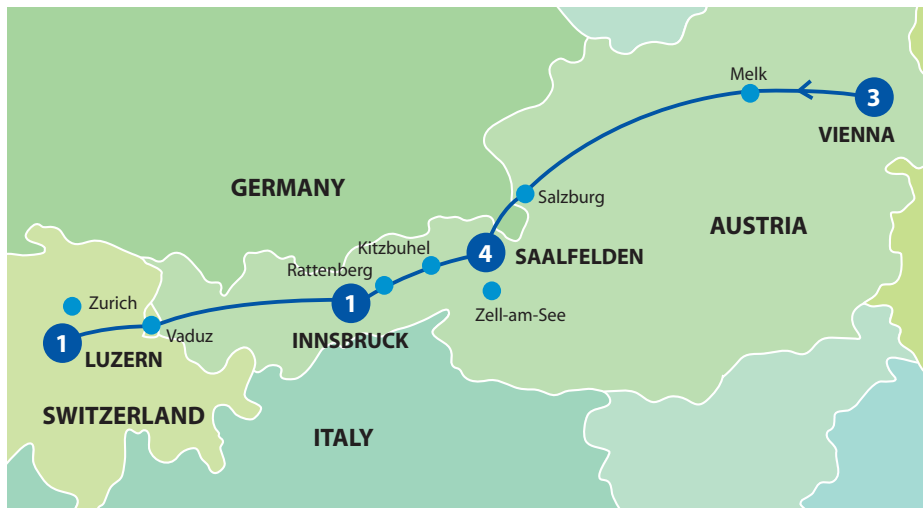 Melk
3
VIENNA
GERMANY
Salzburg
AUSTRIA
Kitzbuhel
4
SAALFELDEN
Rattenberg
Zurich
1
INNSBRUCK
Zell-am-See
Vaduz
1
LUZERN
SWITZERLAND
ITALY